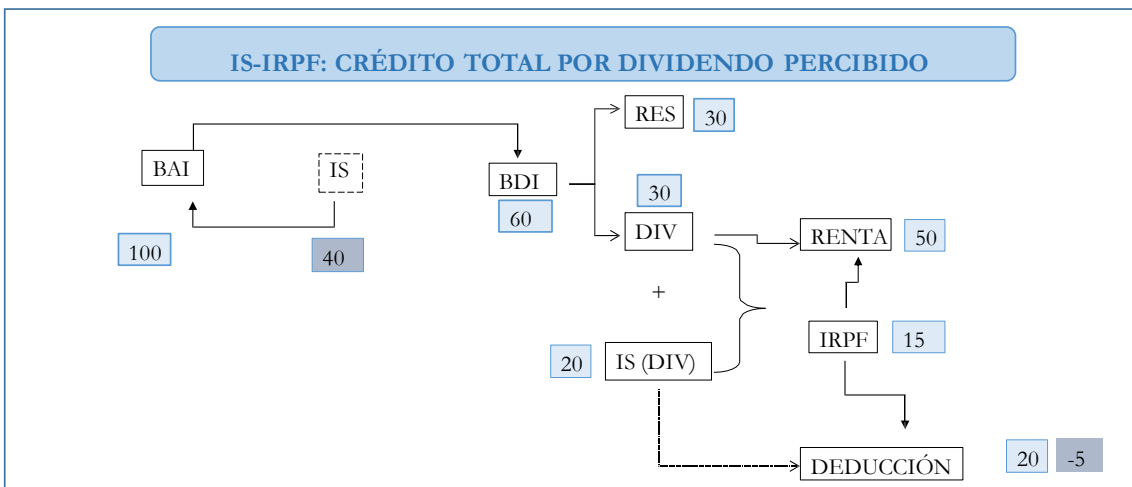 IS-IRPF: CRÉDITO TOTAL POR DIVIDENDO PERCIBIDO
RES 30
BAI
IS
BDI
30
60
DIV
RENTA 50
100
40
+
IRPF 15
20 IS (DIV)
DEDUCCIÓN 20 -5